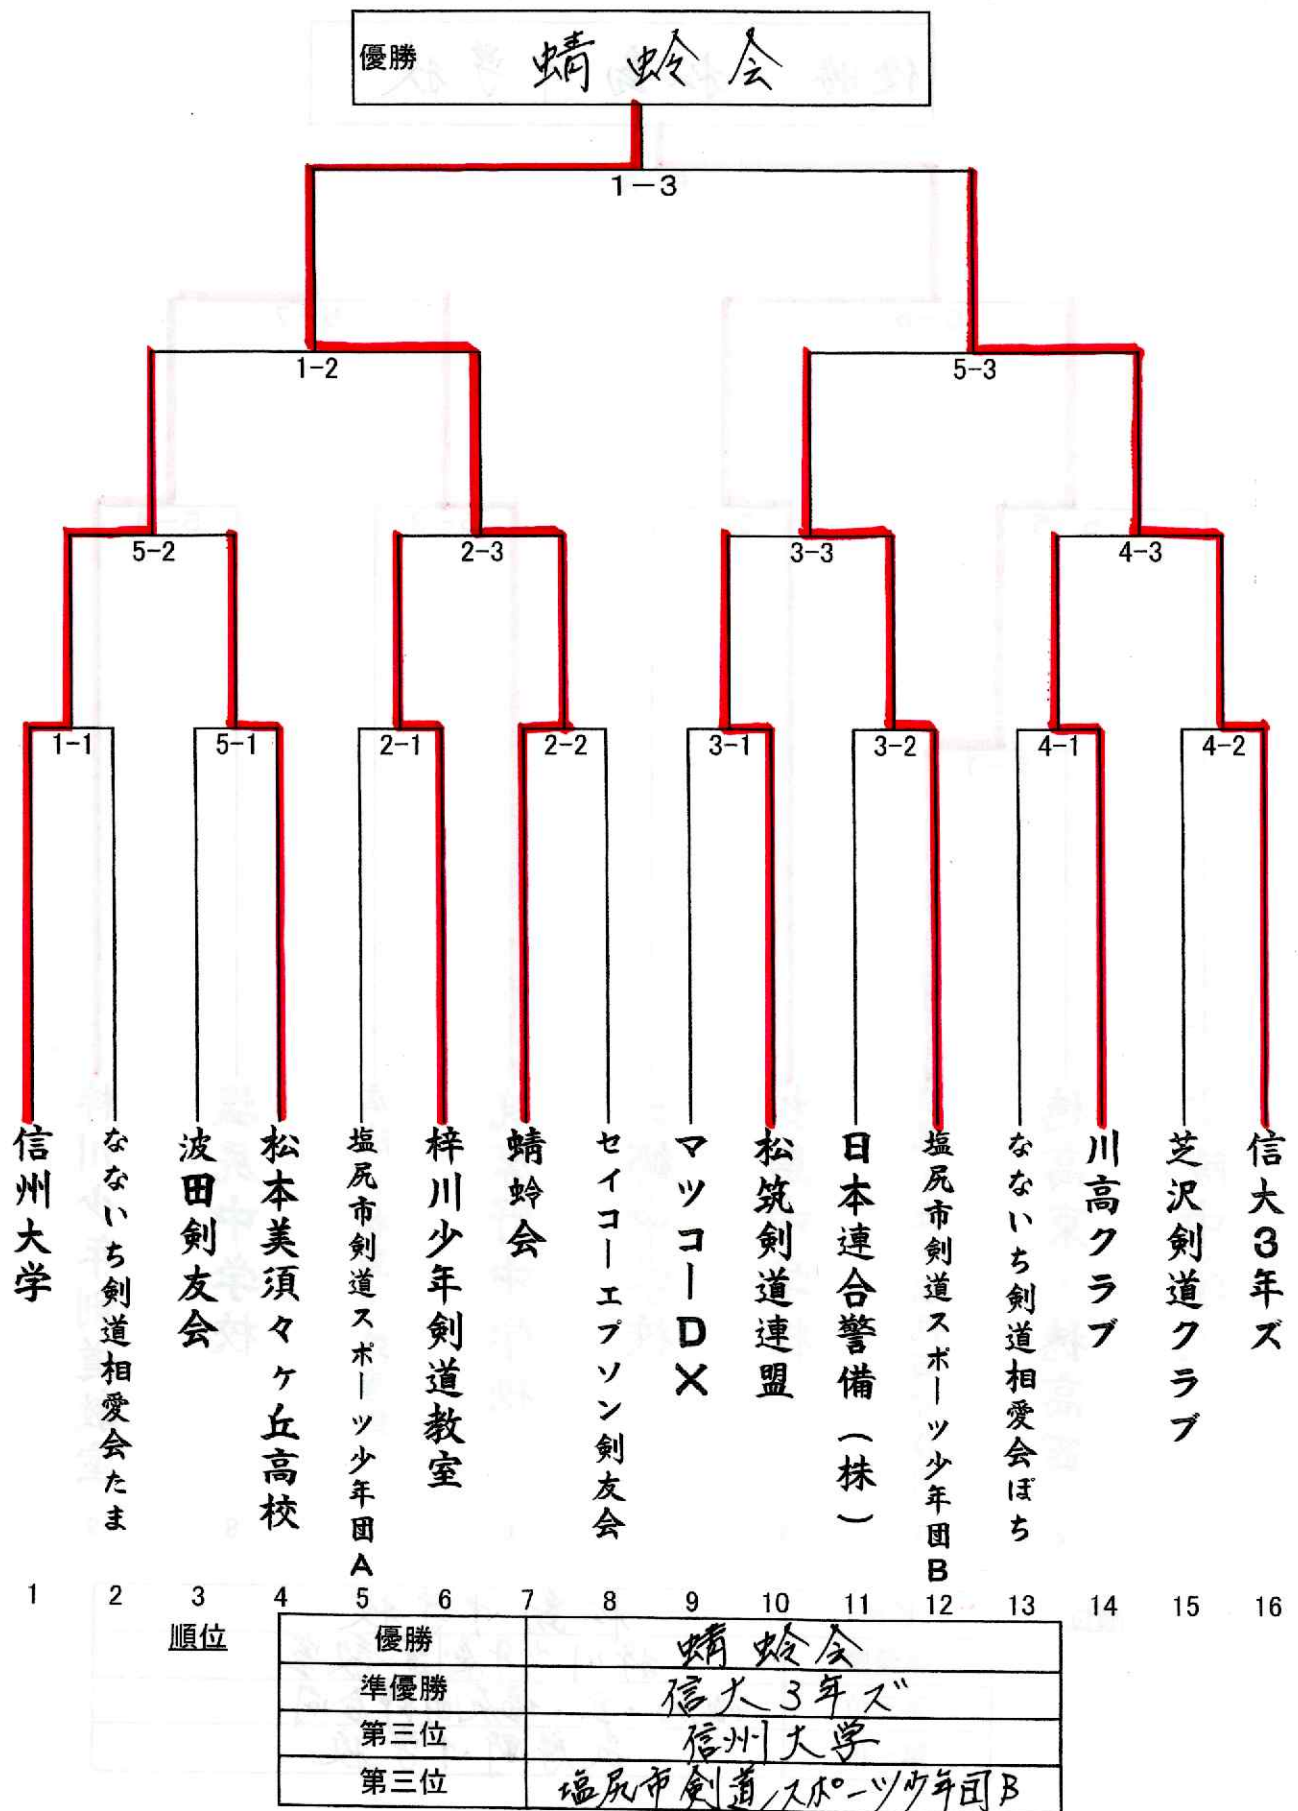 優勝 蜻蛉会
1-3
1-2 5-3
5-2 2-3 3-3 4-3
1-1 5-1 2-1 2-2 3-1 3-2 4-1 4-2
信州大学
なないち剣道相愛会たま
波田剣友会
松本美須々ヶ丘高校
塩尻市剣道スポーツ少年団A
梓川少年剣道教室
蜻蛉会
セイコーエプソン剣友会
マツコーDX
松筑剣道連盟
日本連合警備(株)
塩尻市剣道スポーツ少年団B
なないち剣道相愛会ぽち
川高クラブ
芝沢剣道クラブ
信大3年ズ
1 2 3 4 5 6 7 8 9 10 11 12 13 14 15 16
順位
優勝 蜻蛉会
準優勝 信大3年ズ
第三位 信州大学
第三位 塩尻市剣道スポーツ少年団B